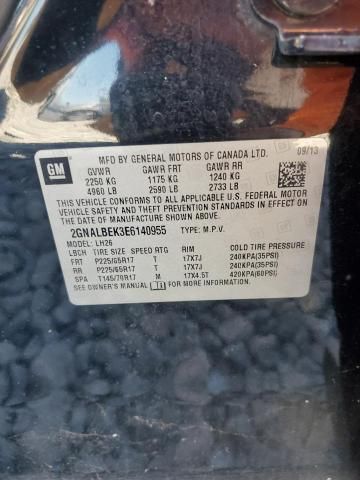 09/13
GM
MFD BY GENERAL MOTORS OF CANADA LTD.
GVWR GAWR FRT GAWR RR
2250 KG 1175 KG 1240 KG
4960 LB 2590 LB 2733 LB
THIS VEHICLE CONFORMS TO ALL APPLICABLE U.S. FEDERAL MOTOR
VEHICLE SAFETY, BUMPER, AND THEFT PREVENTION STANDARDS IN
EFFECT ON THE DATE OF MANUFACTURE SHOWN ABOVE.
2GNALBEK3E6140955 TYPE: M.P.V.
MODEL: LH26
LBCH TIRE SIZE SPEED RTG RIM COLD TIRE PRESSURE
FRT P225/65R17 T 17X7J 240KPA(35PSI)
RR P225/65R17 T 17X7J 240KPA(35PSI)
SPA T145/70R17 M 17X4.5T 420KPA(60PSI)
SEE OWNER'S MANUAL FOR MORE INFORMATION.